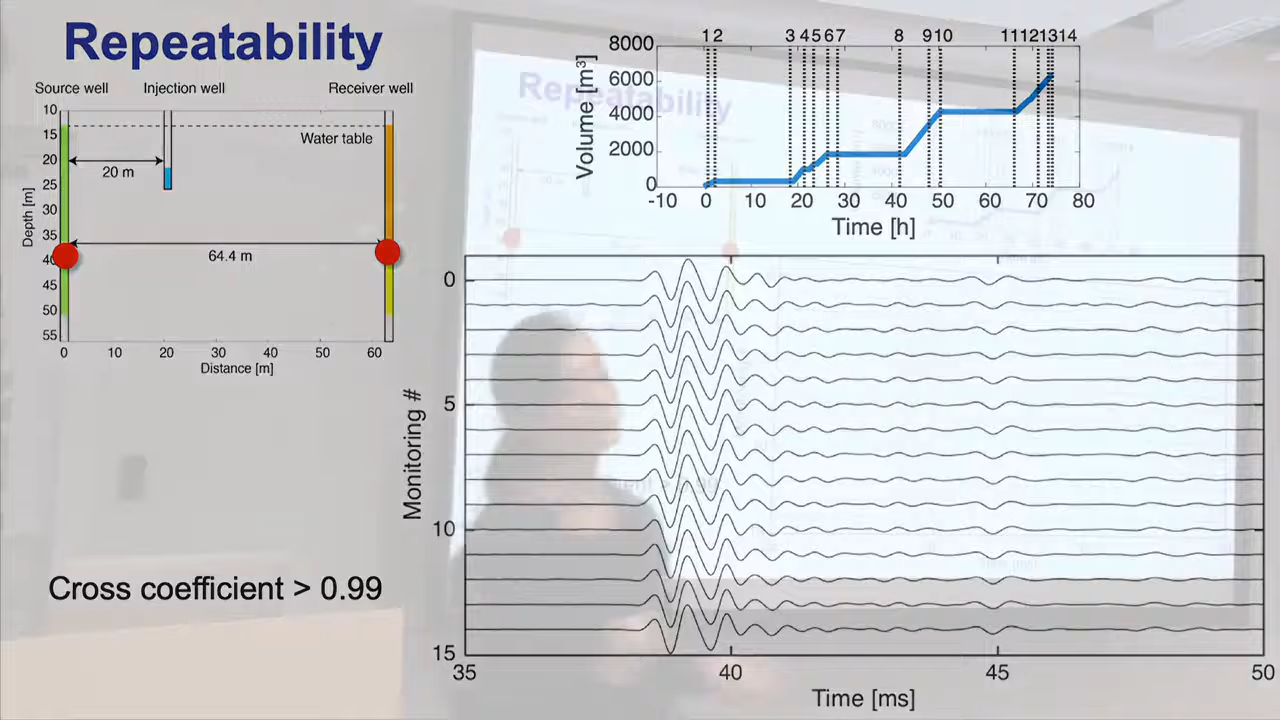 Repeatability
Source well
Injection well
Receiver well
10
15
20
25
30
35
40
45
50
55
Depth [m]
Water table
20 m
64.4 m
0
10
20
30
40
50
60
Distance [m]
Cross coefficient > 0.99
1 2 3 4 5 6 7 8 9 10 11 12 13 14
8000
6000
4000
2000
0
Volume [m³]
-10 0 10 20 30 40 50 60 70 80
Time [h]
Repeatability
0
5
10
15
Monitoring #
35 40 45 50
Time [ms]